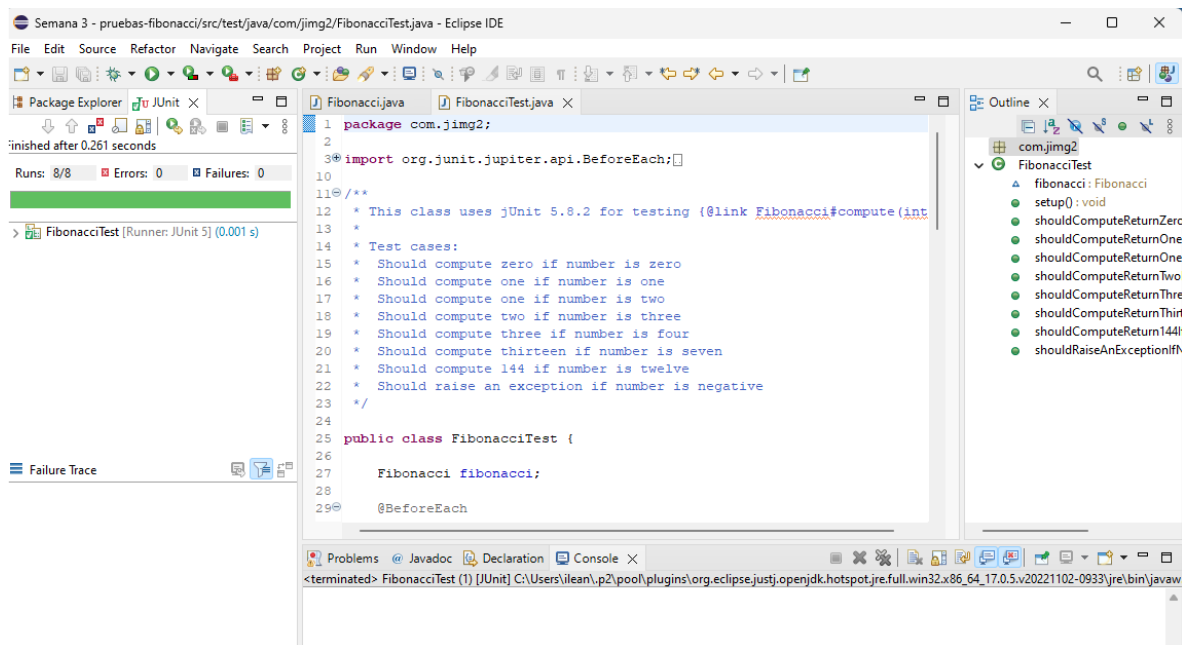 Semana 3 - pruebas-fibonacci/src/test/java/com/jimg2/FibonacciTest.java - Eclipse IDE
File Edit Source Refactor Navigate Search Project Run Window Help
Package Explorer JUnit
Finished after 0.261 seconds
Runs: 8/8 Errors: 0 Failures: 0
FibonacciTest [Runner: JUnit 5] (0.001 s)
Failure Trace
Fibonacci.java FibonacciTest.java
1 package com.jimg2;
2
3 import org.junit.jupiter.api.BeforeEach;
10
11 /**
12 * This class uses jUnit 5.8.2 for testing {@link Fibonacci#compute(int
13 *
14 * Test cases:
15 * Should compute zero if number is zero
16 * Should compute one if number is one
17 * Should compute one if number is two
18 * Should compute two if number is three
19 * Should compute three if number is four
20 * Should compute thirteen if number is seven
21 * Should compute 144 if number is twelve
22 * Should raise an exception if number is negative
23 */
24
25 public class FibonacciTest {
26
27 Fibonacci fibonacci;
28
29 @BeforeEach
Outline
com.jimg2
FibonacciTest
fibonacci : Fibonacci
setup() : void
shouldComputeReturnZero
shouldComputeReturnOne
shouldComputeReturnOne
shouldComputeReturnTwo
shouldComputeReturnThre
shouldComputeReturnThirt
shouldComputeReturn144I
shouldRaiseAnExceptionIfN
Problems @ Javadoc Declaration Console
<terminated> FibonacciTest (1) [JUnit] C:\Users\ilean\.p2\pool\plugins\org.eclipse.justj.openjdk.hotspot.jre.full.win32.x86_64_17.0.5.v20221102-0933\jre\bin\javaw